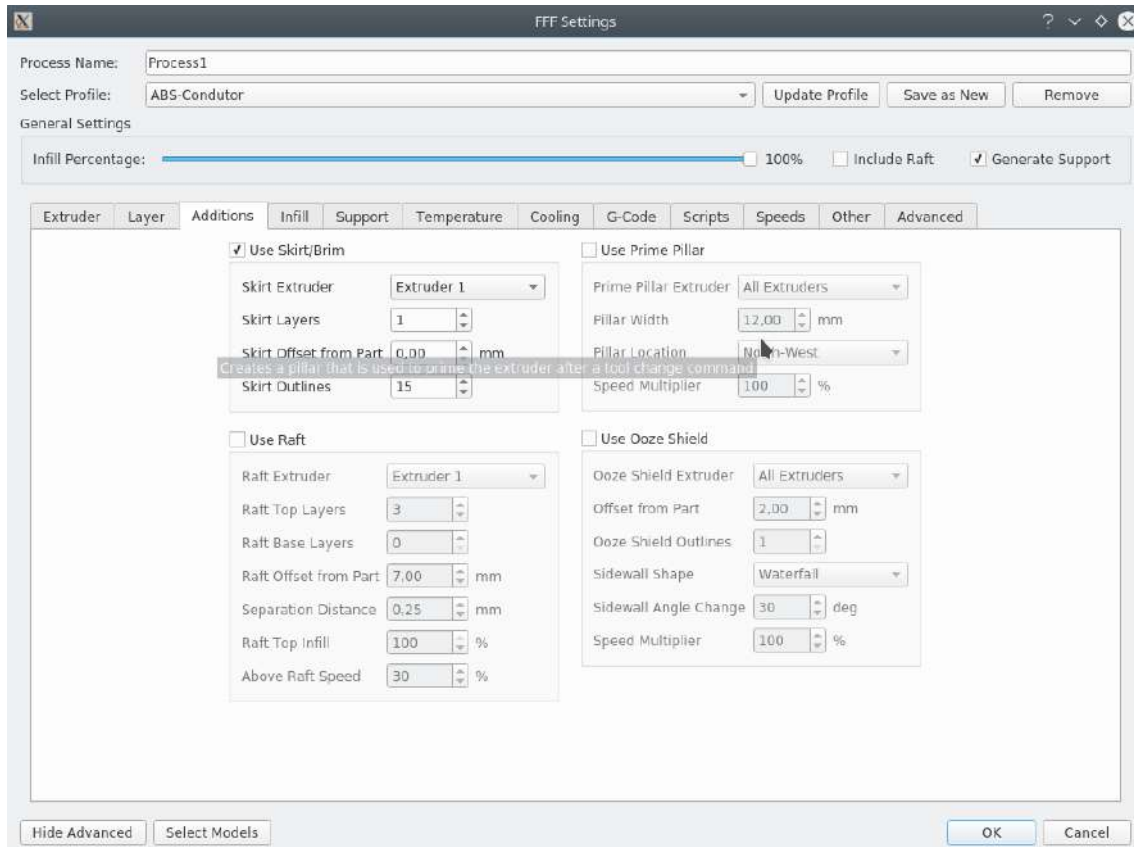 FFF Settings
Process Name: Process1
Select Profile: ABS-Condutor Update Profile Save as New Remove
General Settings
Infill Percentage: 100% Include Raft Generate Support
Extruder Layer Additions Infill Support Temperature Cooling G-Code Scripts Speeds Other Advanced
Use Skirt/Brim
Skirt Extruder Extruder 1
Skirt Layers 1
Skirt Offset from Part 0,00 mm
Creates a pillar that is used to prime the extruder after a tool change command
Skirt Outlines 15
Use Prime Pillar
Prime Pillar Extruder All Extruders
Pillar Width 12,00 mm
Pillar Location North-West
Speed Multiplier 100 %
Use Raft
Raft Extruder Extruder 1
Raft Top Layers 3
Raft Base Layers 0
Raft Offset from Part 7,00 mm
Separation Distance 0,25 mm
Raft Top Infill 100 %
Above Raft Speed 30 %
Use Ooze Shield
Ooze Shield Extruder All Extruders
Offset from Part 2,00 mm
Ooze Shield Outlines 1
Sidewall Shape Waterfall
Sidewall Angle Change 30 deg
Speed Multiplier 100 %
Hide Advanced Select Models OK Cancel